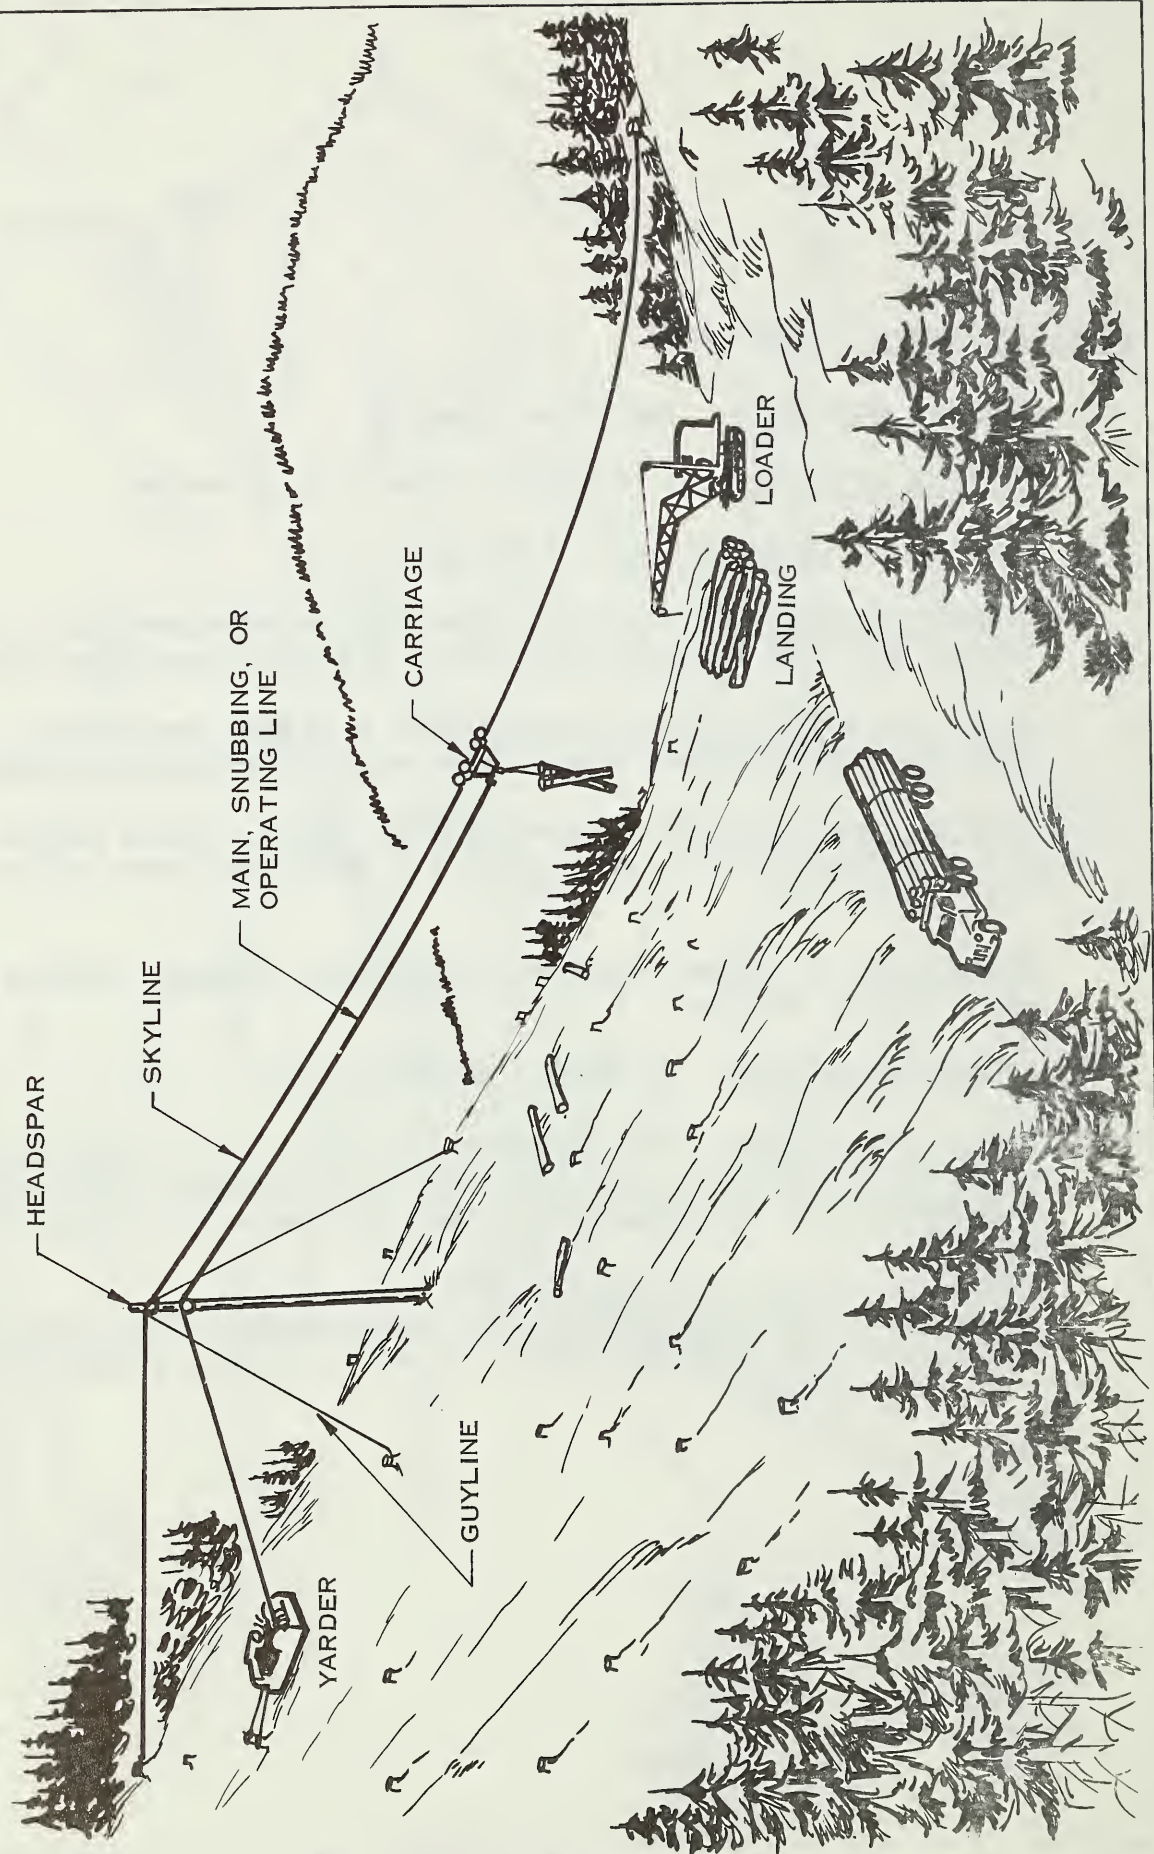 HEADSPAR
SKYLINE
MAIN, SNUBBING, OR
OPERATING LINE
CARRIAGE
GUYLINE
YARDER
LANDING
LOADER